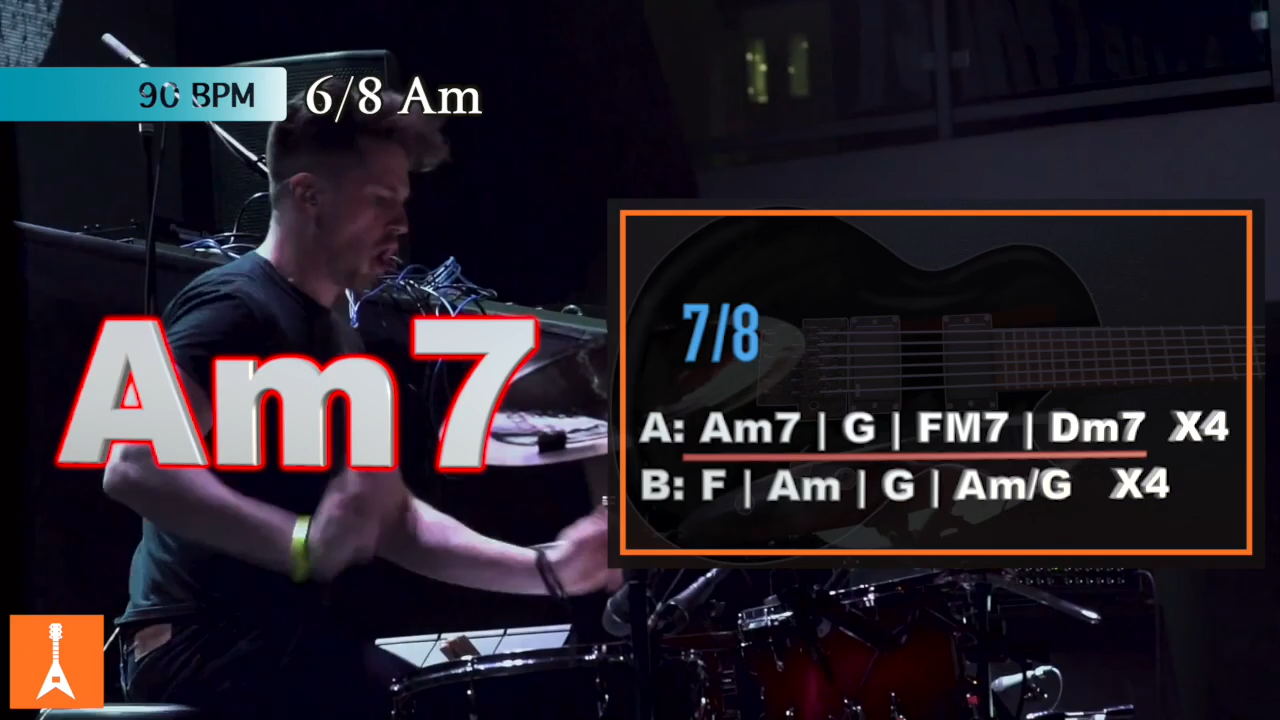 90 BPM 6/8 Am
Am7
7/8
A: Am7 | G | FM7 | Dm7 X4
B: F | Am | G | Am/G X4